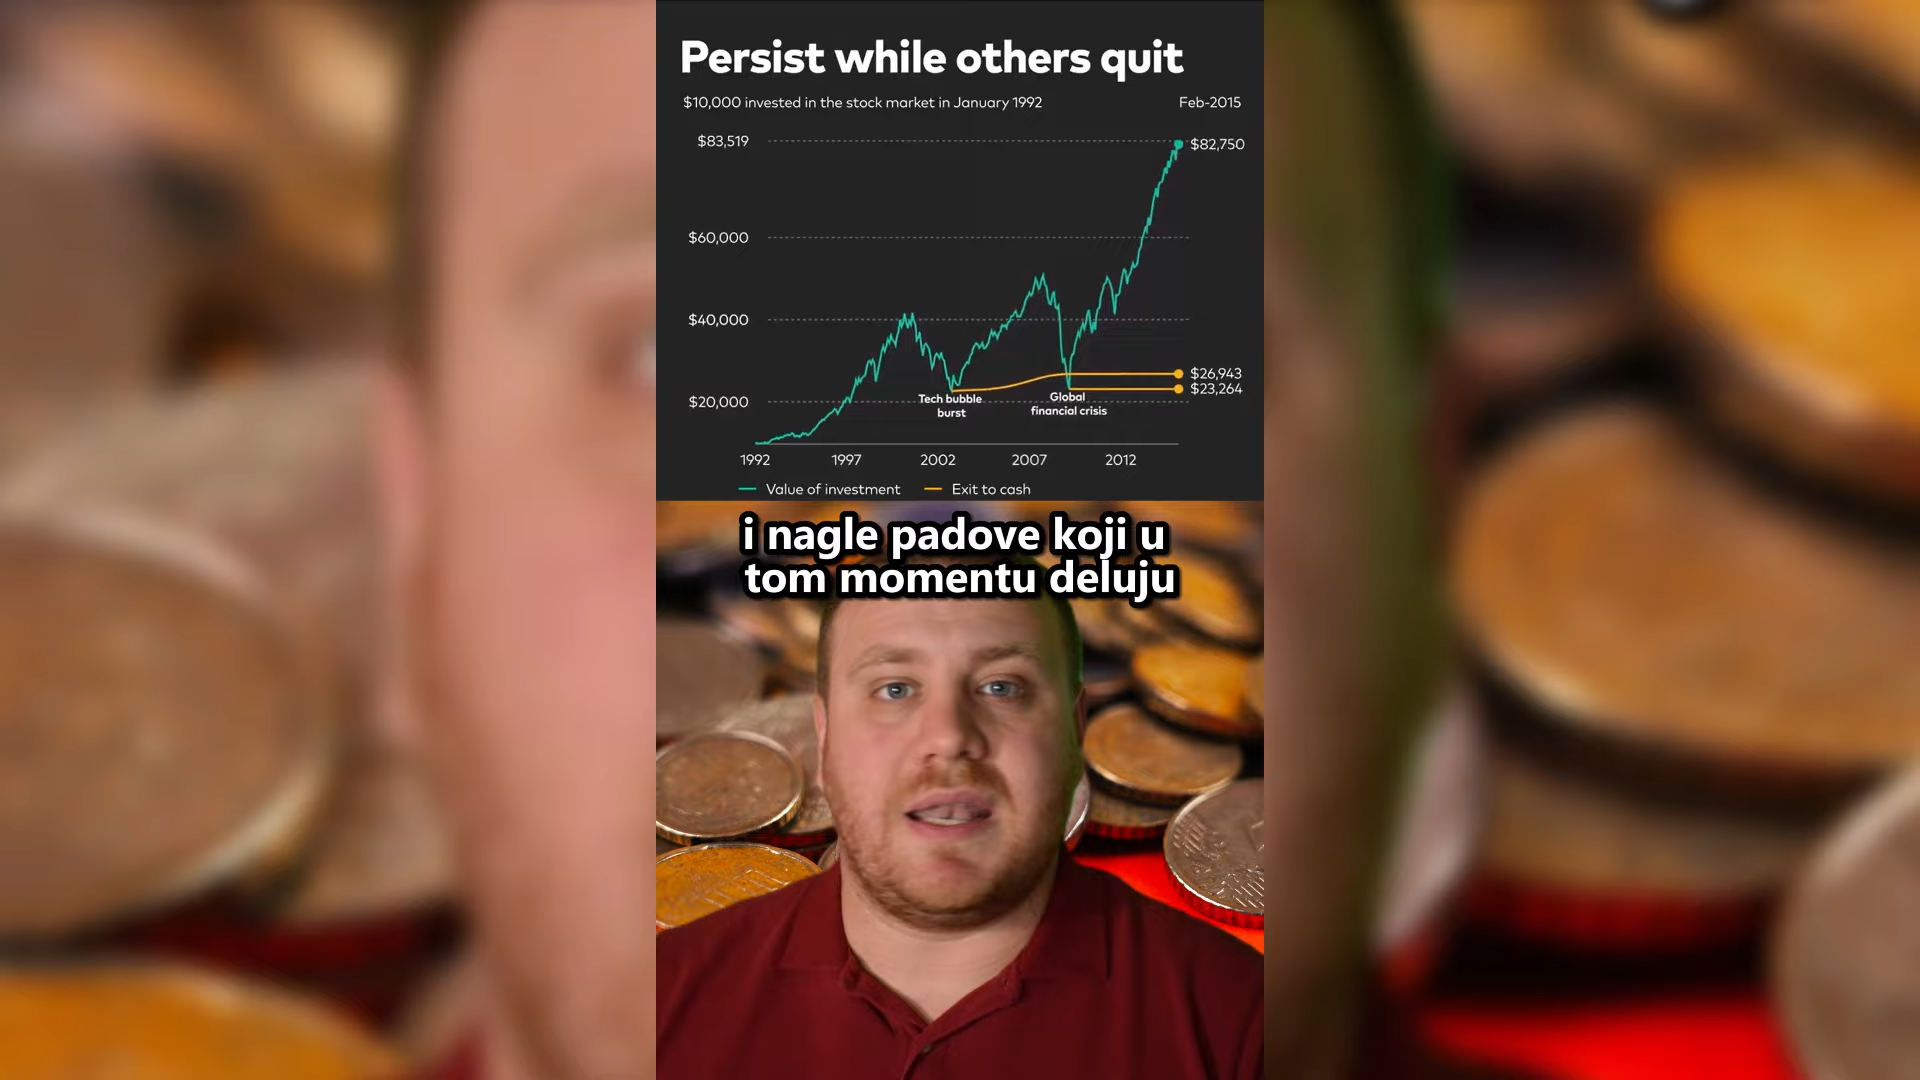 Persist while others quit
$10,000 invested in the stock market in January 1992
Feb-2015
$83,519
$82,750
$60,000
$40,000
$26,943
$23,264
$20,000
Tech bubble
burst
Global
financial crisis
1992 1997 2002 2007 2012
Value of investment Exit to cash
i nagle padove koji u
tom momentu deluju